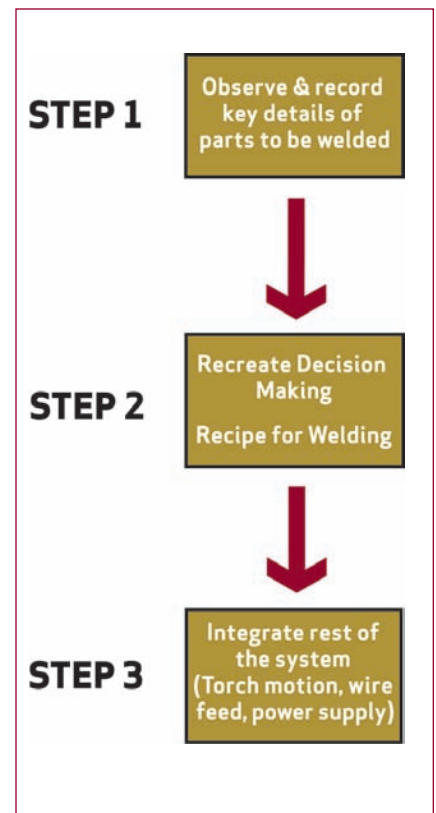 STEP 1
Observe & record
key details of
parts to be welded
STEP 2
Recreate Decision
Making
Recipe for Welding
STEP 3
Integrate rest of
the system
(Torch motion, wire
feed, power supply)